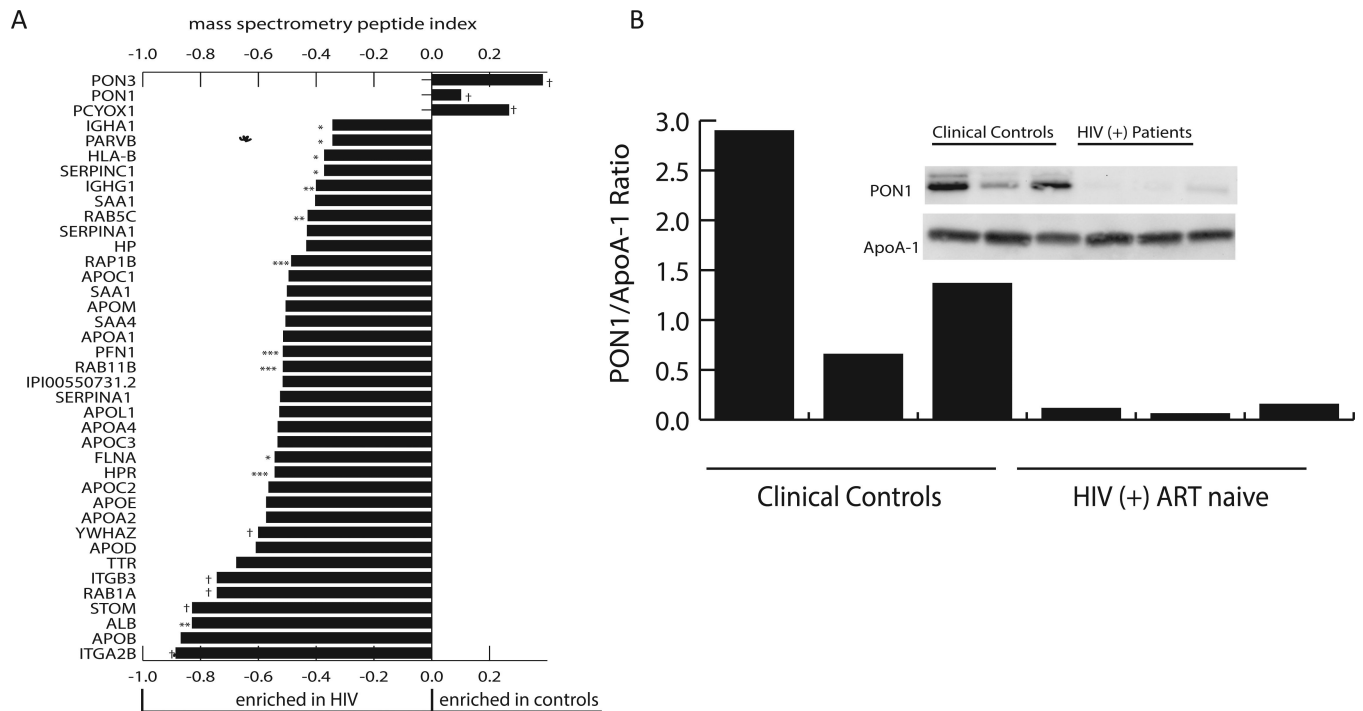 A
mass spectrometry peptide index
-1.0 -0.8 -0.6 -0.4 -0.2 0.0 0.2
PON3 †
PON1 †
PCYOX1 †
IGHA1 *
PARVB *
HLA-B *
SERPINC1 *
IGHG1 **
SAA1
RAB5C **
SERPINA1
HP
RAP1B ***
APOC1
SAA1
APOM
SAA4
APOA1
PFN1 ***
RAB11B ***
IPI00550731.2
SERPINA1
APOL1
APOA4
APOC3
FLNA *
HPR ***
APOC2
APOE
APOA2
YWHAZ †
APOD
TTR
ITGB3 †
RAB1A †
STOM †
ALB **
APOB
ITGA2B †
-1.0 -0.8 -0.6 -0.4 -0.2 0.0 0.2
enriched in HIV enriched in controls
B
PON1/ApoA-1 Ratio
3.0
2.5
2.0
1.5
1.0
0.5
0.0
Clinical Controls HIV (+) Patients
PON1
ApoA-1
Clinical Controls HIV (+) ART naive